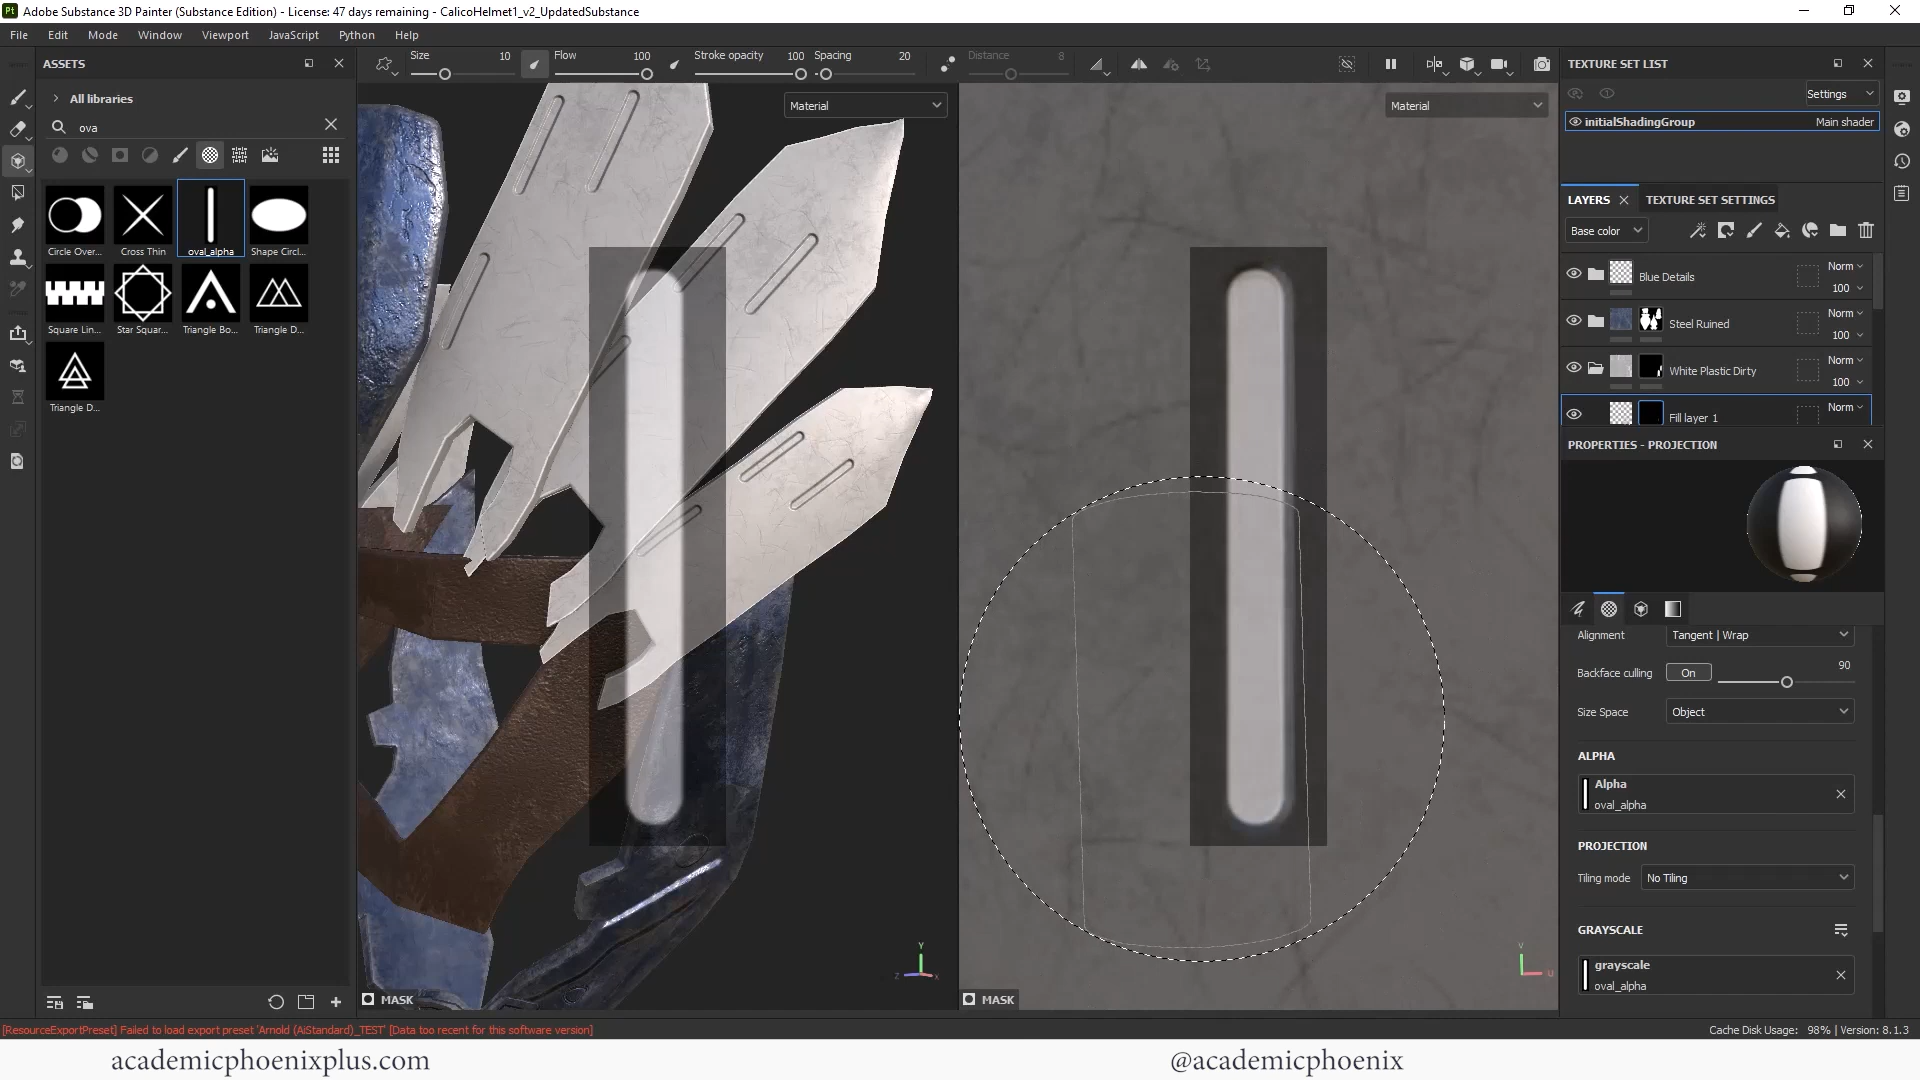 Pt Adobe Substance 3D Painter (Substance Edition) - License: 47 days remaining - CalicoHelmet1_v2_UpdatedSubstance
File Edit Mode Window Viewport JavaScript Python Help
ASSETS
All libraries
ova
Circle Over... Cross Thin oval_alpha Shape Circl...
Square Lin... Star Squar... Triangle Bo... Triangle D...
Triangle D...
Size 10 Flow 100 Stroke opacity 100 Spacing 20 Distance 8
Material
Material
Y
Z X
V
U
MASK
MASK
TEXTURE SET LIST
Settings
initialShadingGroup Main shader
LAYERS TEXTURE SET SETTINGS
Base color
Blue Details Norm 100
Steel Ruined Norm 100
White Plastic Dirty Norm 100
Fill layer 1 Norm
PROPERTIES - PROJECTION
Alignment Tangent | Wrap
Backface culling On 90
Size Space Object
ALPHA
Alpha
oval_alpha
PROJECTION
Tiling mode No Tiling
GRAYSCALE
grayscale
oval_alpha
[ResourceExportPreset] Failed to load export preset 'Arnold (AiStandard)_TEST' [Data too recent for this software version]
Cache Disk Usage: 98% | Version: 8.1.3
academicphoenixplus.com
@academicphoenix